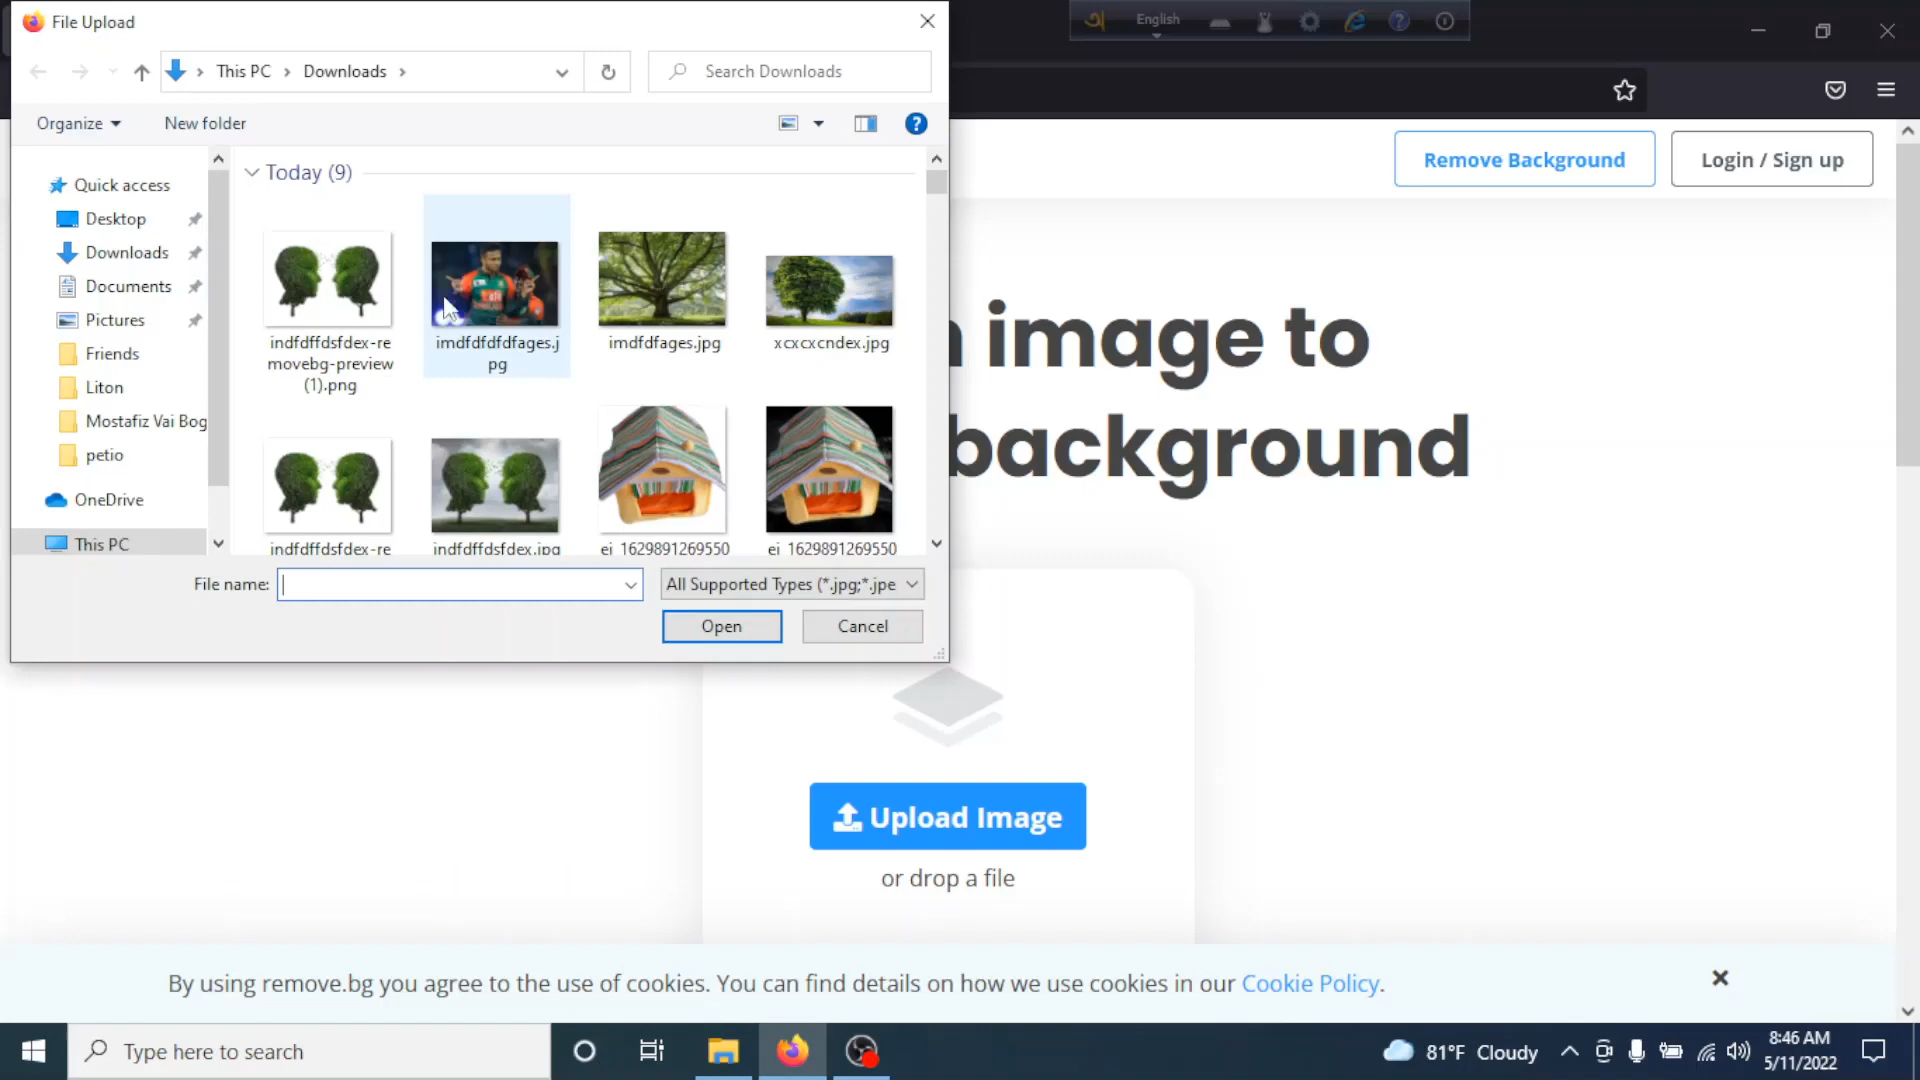 File Upload
English
This PC
Downloads
Search Downloads
Organize
New folder
Remove Background
Login / Sign up
Quick access
Desktop
Downloads
Documents
Pictures
Friends
Liton
Mostafiz Vai Bog
petio
OneDrive
This PC
Today (9)
indfdffdsfdex-re
movebg-preview
(1).png
imdfdfdfdfages.j
pg
imdfdfages.jpg
xcxcxcndex.jpg
indfdffdsfdex-re
indfdffdsfdex.jpg
ei_1629891269550
ei_1629891269550
File name:
All Supported Types (*.jpg;*.jpe
Open
Cancel
image to
background
Upload Image
or drop a file
By using remove.bg you agree to the use of cookies. You can find details on how we use cookies in our Cookie Policy.
Type here to search
81°F Cloudy
8:46 AM
5/11/2022